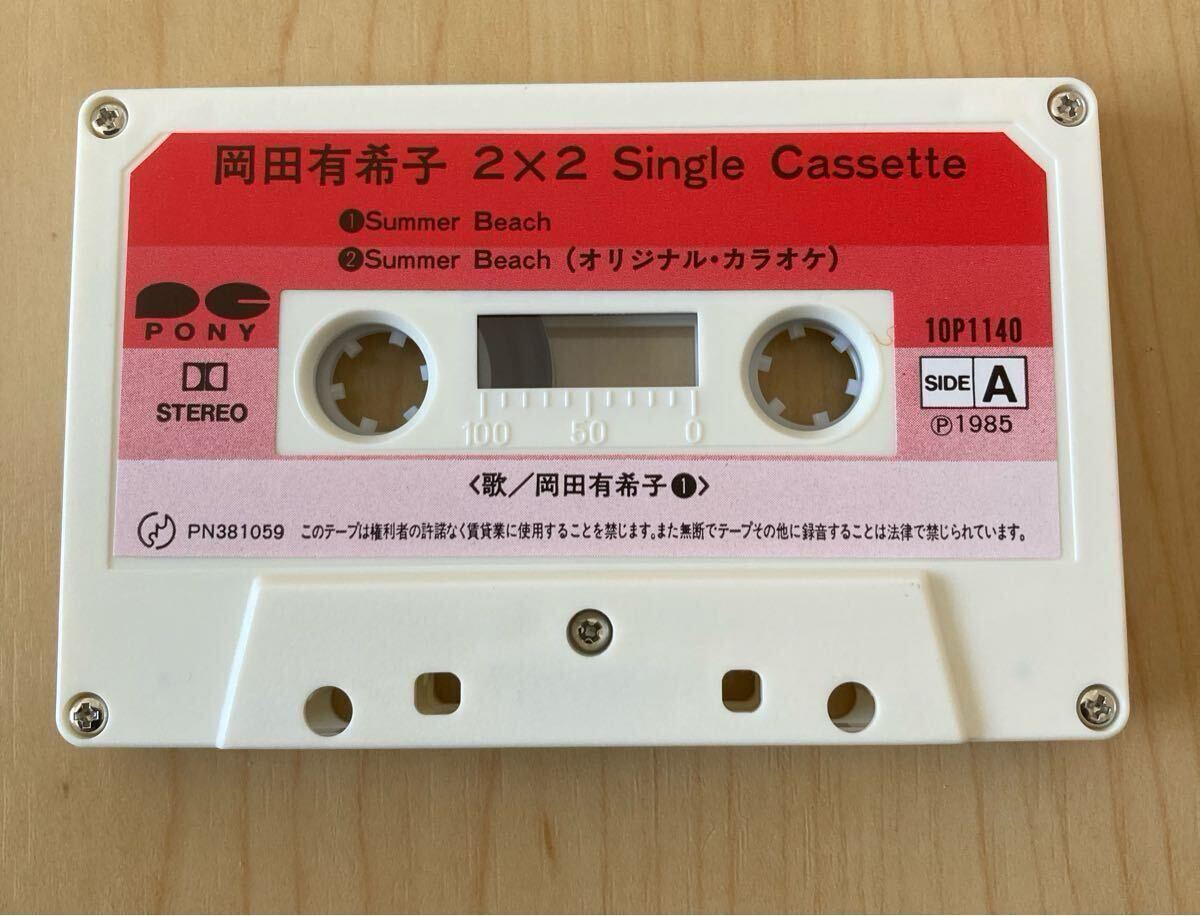 岡田有希子 2×2 Single Cassette
❶Summer Beach
❷Summer Beach (オリジナル・カラオケ)
PC
PONY
10P1140
STEREO
SIDE A
Ⓟ1985
100 50 0
〈歌／岡田有希子❶〉
PN381059 このテープは権利者の許諾なく賃貸業に使用することを禁じます。また無断でテープその他に録音することは法律で禁じられています。